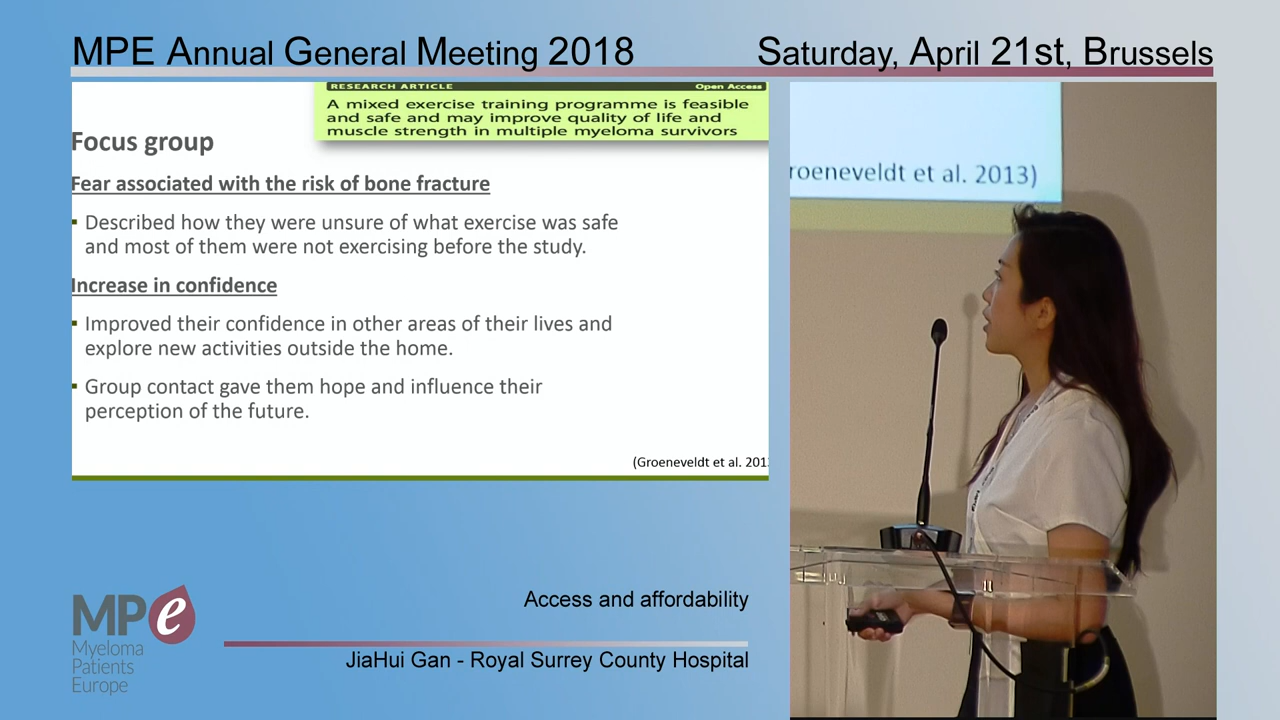 MPE Annual General Meeting 2018
Saturday, April 21st, Brussels
RESEARCH ARTICLE
Open Access
A mixed exercise training programme is feasible
and safe and may improve quality of life and
muscle strength in multiple myeloma survivors
Focus group
Fear associated with the risk of bone fracture
▪ Described how they were unsure of what exercise was safe
and most of them were not exercising before the study.
Increase in confidence
▪ Improved their confidence in other areas of their lives and
explore new activities outside the home.
▪ Group contact gave them hope and influence their
perception of the future.
(Groeneveldt et al. 201
roeneveldt et al. 2013)
MPe
Myeloma
Patients
Europe
Access and affordability
JiaHui Gan - Royal Surrey County Hospital